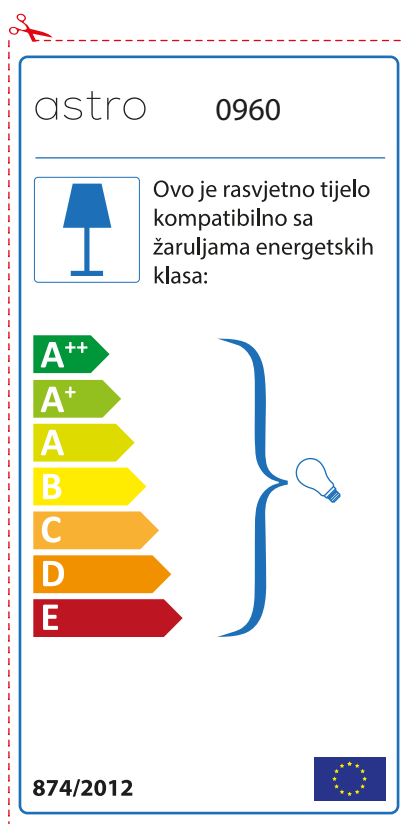 astro 0960
Ovo je rasvjetno tijelo
kompatibilno sa
žaruljama energetskih
klasa:
A++
A+
A
B
C
D
E
874/2012